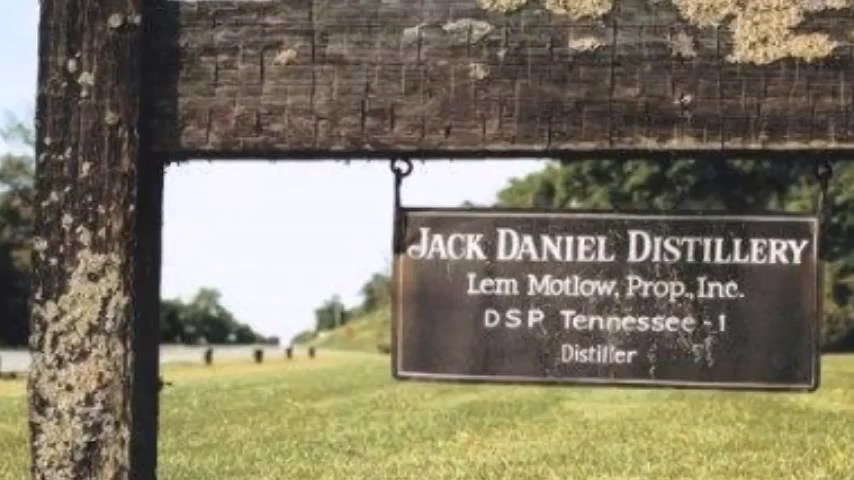 JACK DANIEL DISTILLERY
Lem Motlow, Prop., Inc.
DSP Tennessee-1
Distiller